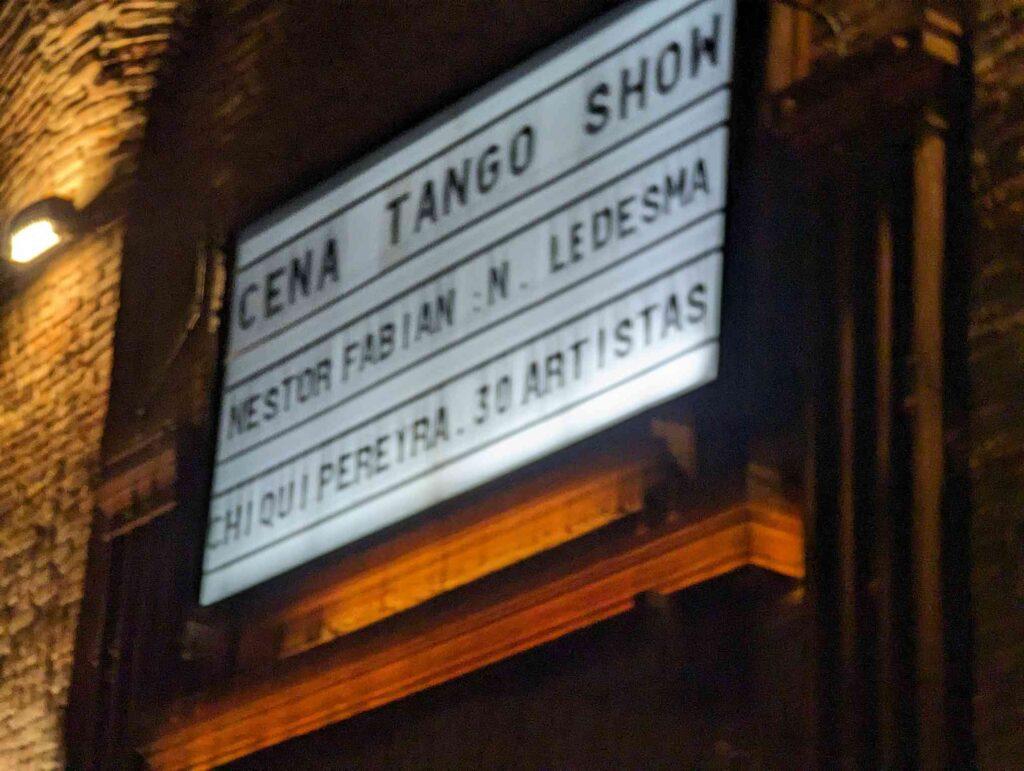 CENA TANGO SHOW
NESTOR FABIAN :N. LEDESMA
CHIQUI PEREYRA. 30 ARTISTAS